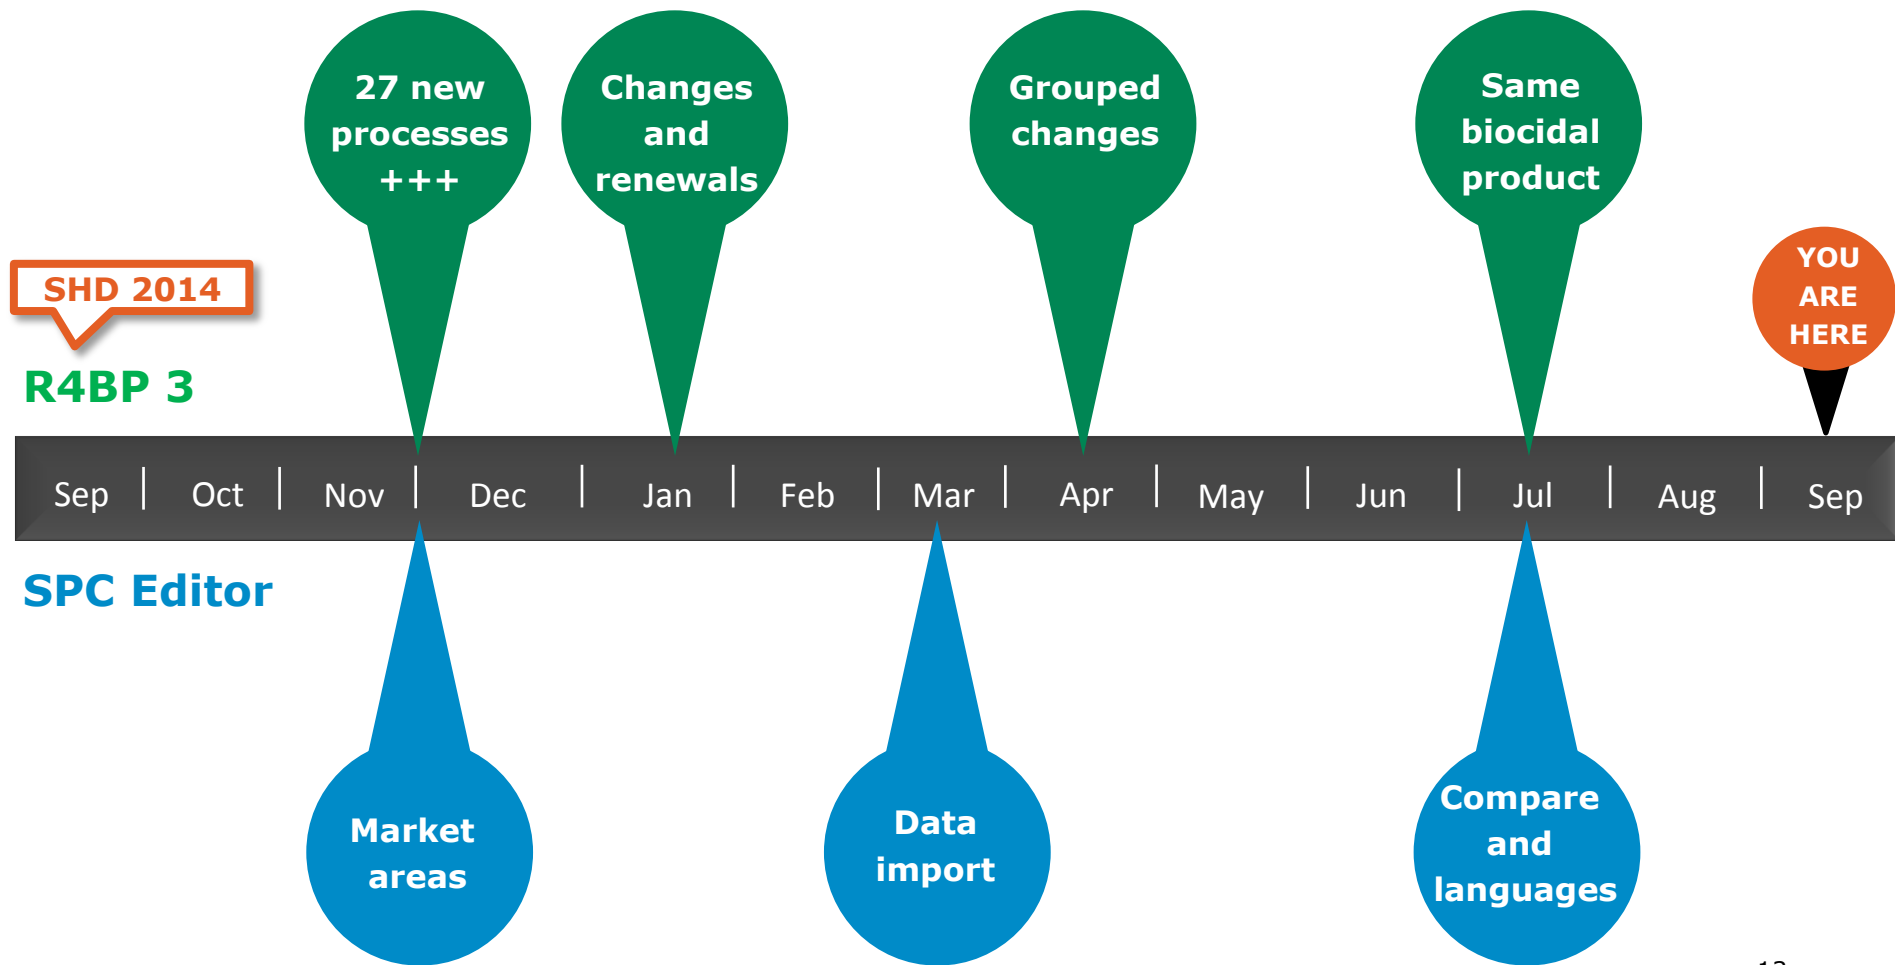 27 new
processes
+++
Changes
and
renewals
Grouped
changes
Same
biocidal
product
YOU
ARE
HERE
SHD 2014
R4BP 3
Sep | Oct | Nov | Dec | Jan | Feb | Mar | Apr | May | Jun | Jul | Aug | Sep
SPC Editor
Market
areas
Data
import
Compare
and
languages